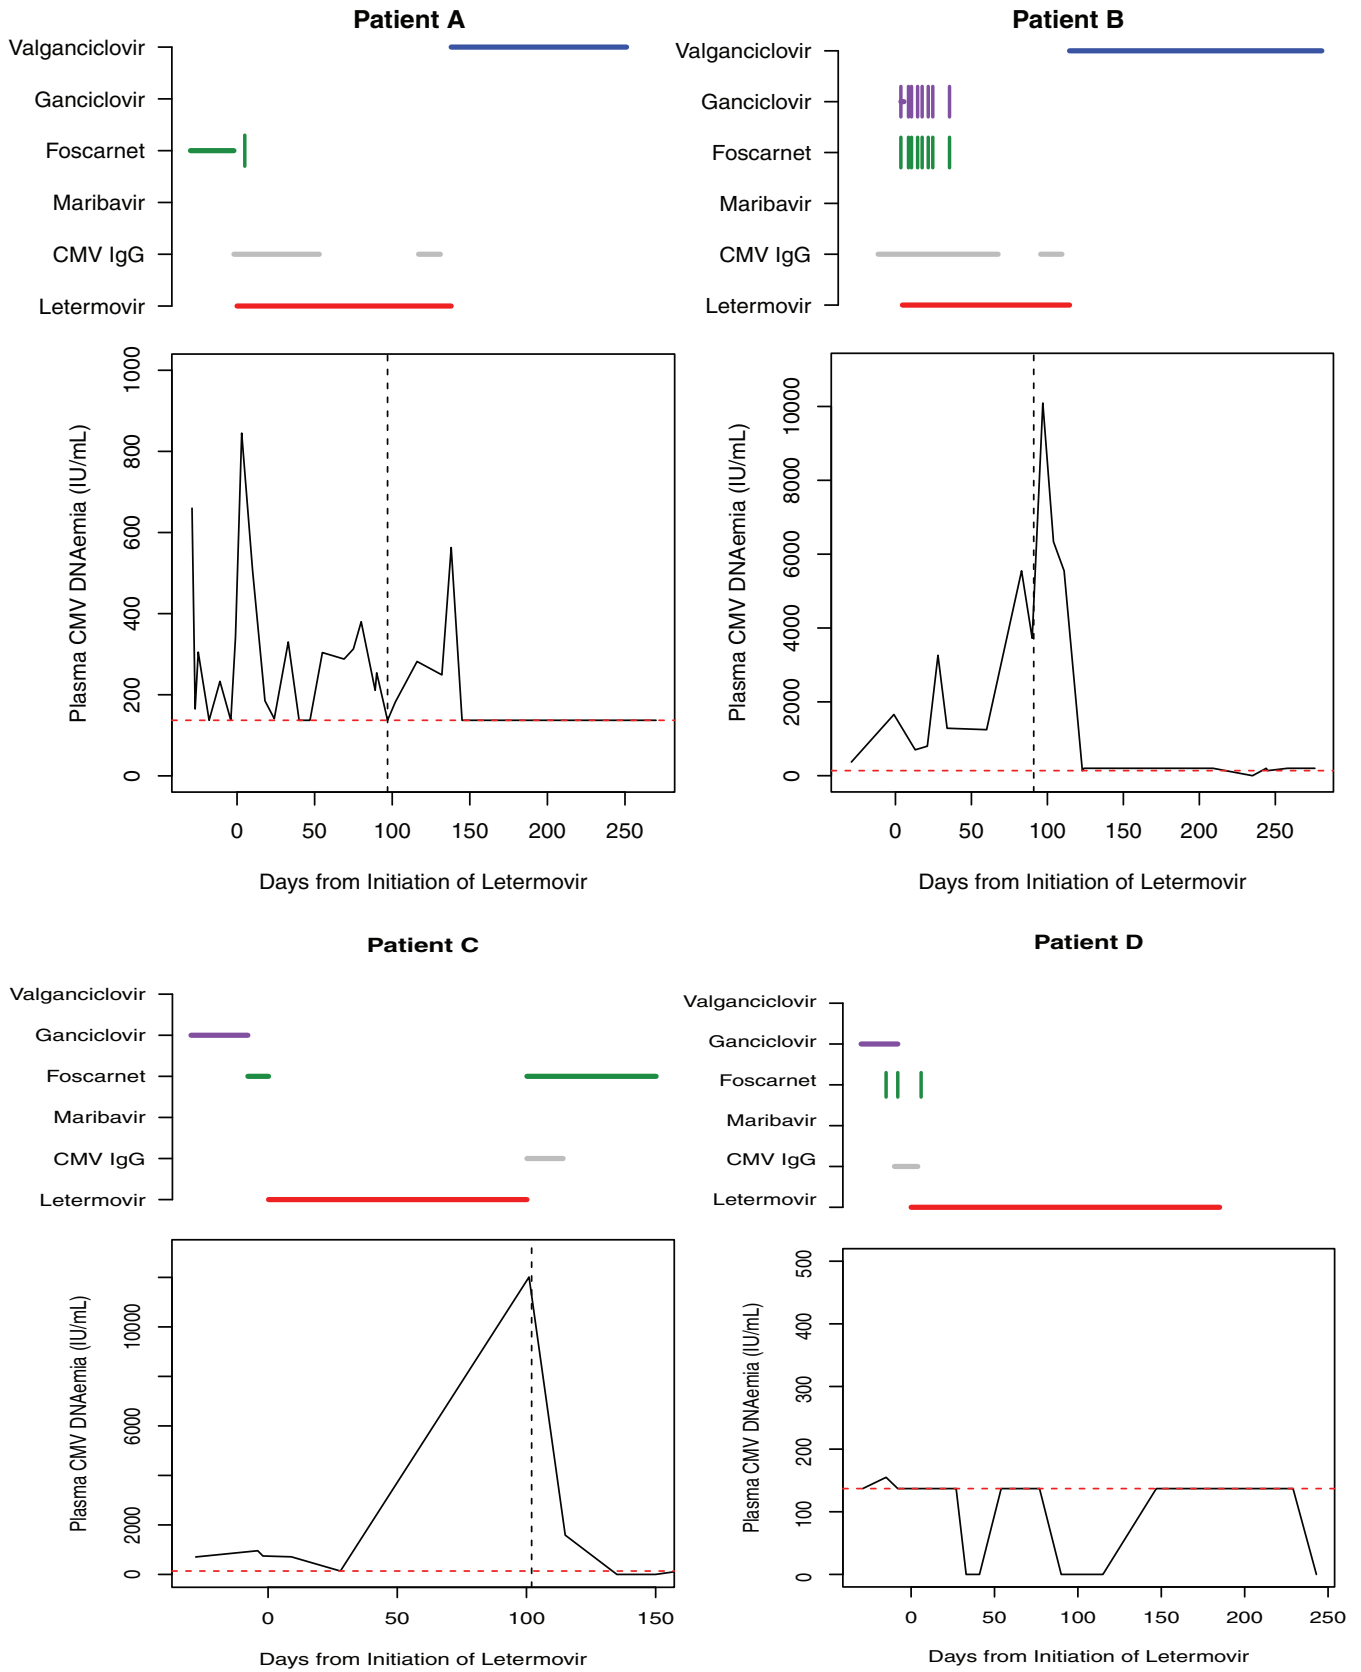 Patient A
Valganciclovir
Ganciclovir
Foscarnet
Maribavir
CMV IgG
Letermovir
Plasma CMV DNAemia (IU/mL)
1000
800
600
400
200
0
0 50 100 150 200 250
Days from Initiation of Letermovir
Patient B
Valganciclovir
Ganciclovir
Foscarnet
Maribavir
CMV IgG
Letermovir
Plasma CMV DNAemia (IU/mL)
10000
8000
6000
4000
2000
0
0 50 100 150 200 250
Days from Initiation of Letermovir
Patient C
Valganciclovir
Ganciclovir
Foscarnet
Maribavir
CMV IgG
Letermovir
Plasma CMV DNAemia (IU/mL)
10000
6000
2000
0
0 50 100 150
Days from Initiation of Letermovir
Patient D
Valganciclovir
Ganciclovir
Foscarnet
Maribavir
CMV IgG
Letermovir
Plasma CMV DNAemia (IU/mL)
500
400
300
200
100
0
0 50 100 150 200 250
Days from Initiation of Letermovir